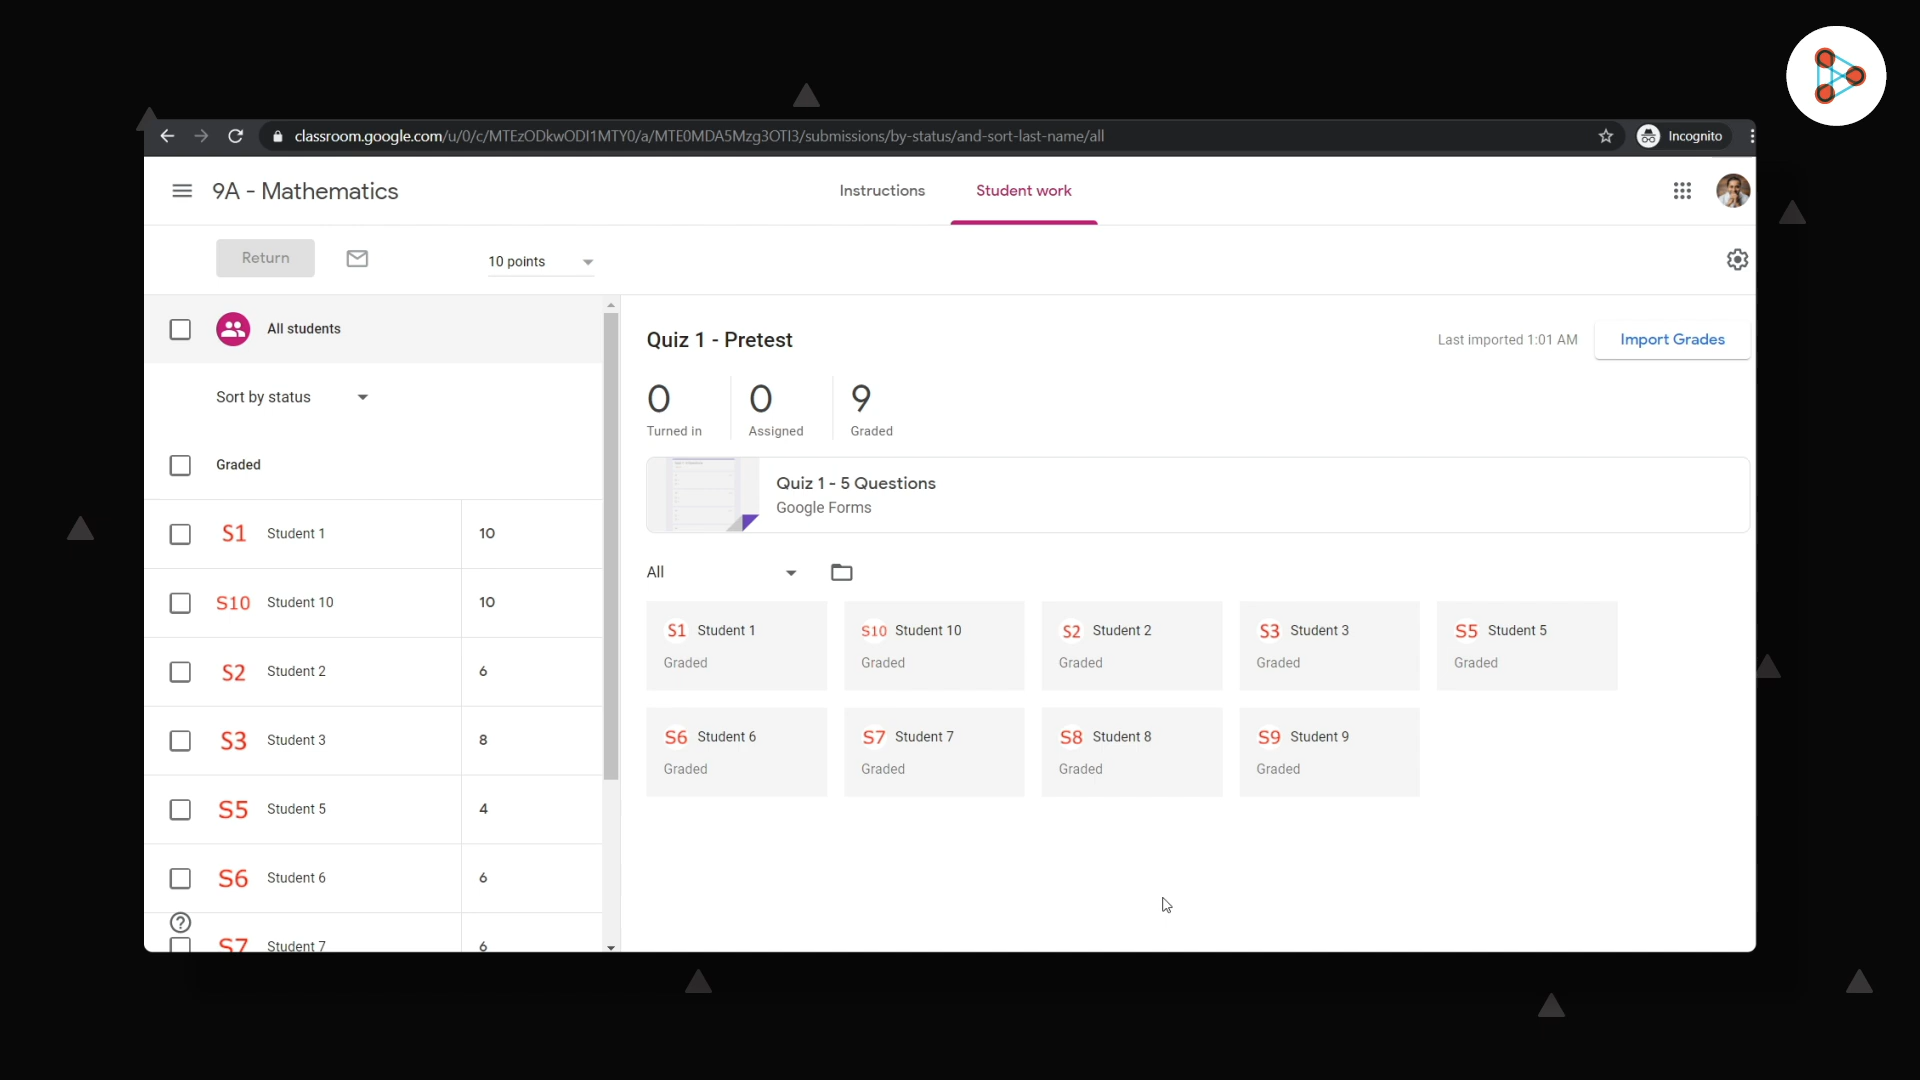 classroom.google.com/u/0/c/MTEzODkwODI1MTY0/a/MTE0MDA5Mzg3OTI3/submissions/by-status/and-sort-last-name/all
Incognito
9A - Mathematics
Instructions
Student work
Return
10 points
All students
Sort by status
Graded
S1 Student 1 10
S10 Student 10 10
S2 Student 2 6
S3 Student 3 8
S5 Student 5 4
S6 Student 6 6
S7 Student 7 6
Quiz 1 - Pretest
Last imported 1:01 AM
Import Grades
0 0 9
Turned in Assigned Graded
Quiz 1 - 5 Questions
Google Forms
All
S1 Student 1
Graded
S10 Student 10
Graded
S2 Student 2
Graded
S3 Student 3
Graded
S5 Student 5
Graded
S6 Student 6
Graded
S7 Student 7
Graded
S8 Student 8
Graded
S9 Student 9
Graded